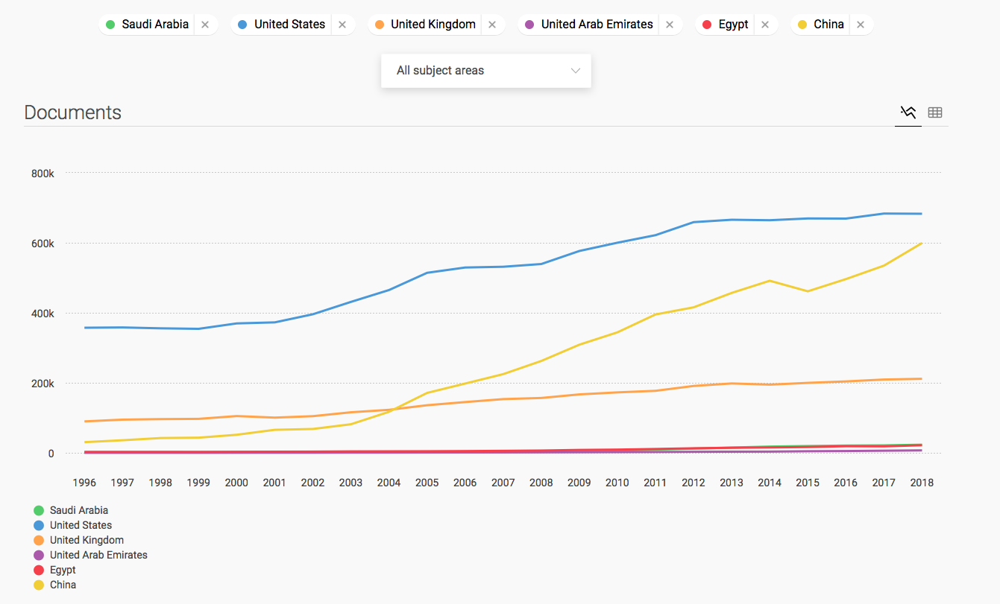 Saudi Arabia × United States × United Kingdom × United Arab Emirates × Egypt × China ×
All subject areas
Documents
800k
600k
400k
200k
0
1996 1997 1998 1999 2000 2001 2002 2003 2004 2005 2006 2007 2008 2009 2010 2011 2012 2013 2014 2015 2016 2017 2018
Saudi Arabia
United States
United Kingdom
United Arab Emirates
Egypt
China